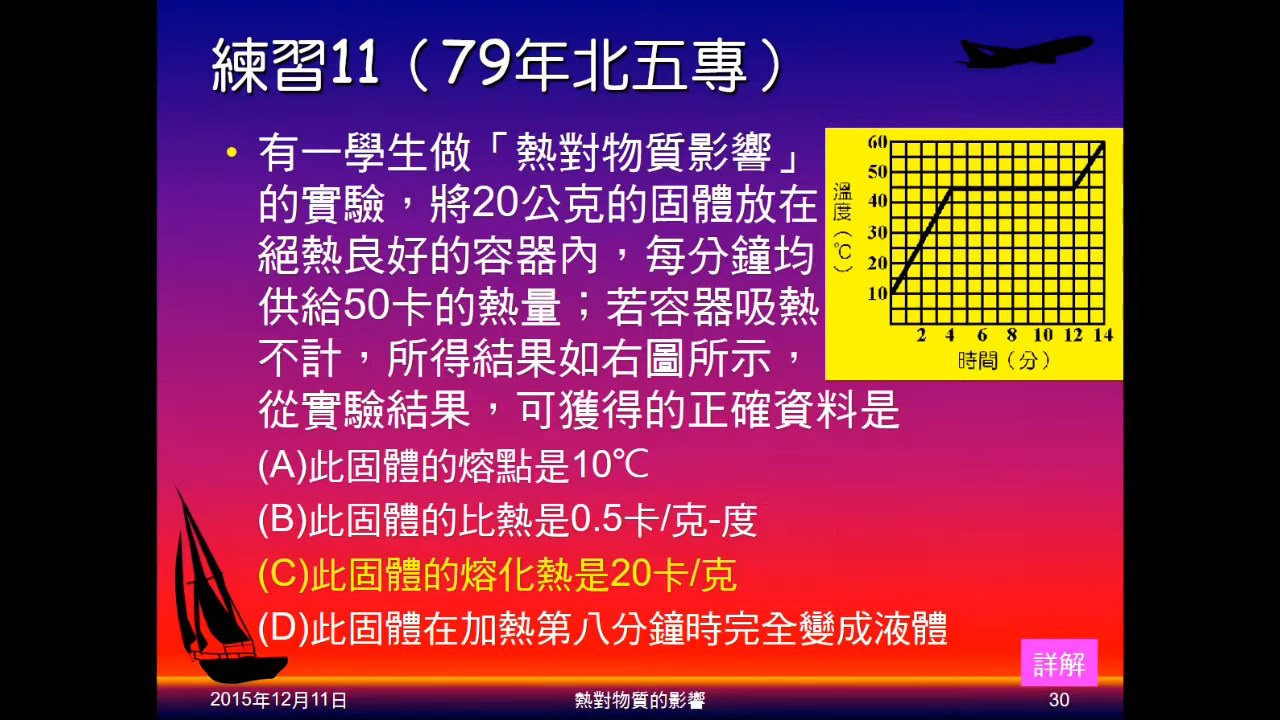 練習11（79年北五專）
• 有一學生做「熱對物質影響」
的實驗，將20公克的固體放在
絕熱良好的容器內，每分鐘均
供給50卡的熱量；若容器吸熱
不計，所得結果如右圖所示，
從實驗結果，可獲得的正確資料是
(A)此固體的熔點是10℃
(B)此固體的比熱是0.5卡/克-度
(C)此固體的熔化熱是20卡/克
(D)此固體在加熱第八分鐘時完全變成液體
溫度（℃）
60
50
40
30
20
10
2 4 6 8 10 12 14
時間（分）
詳解
2015年12月11日 熱對物質的影響 30